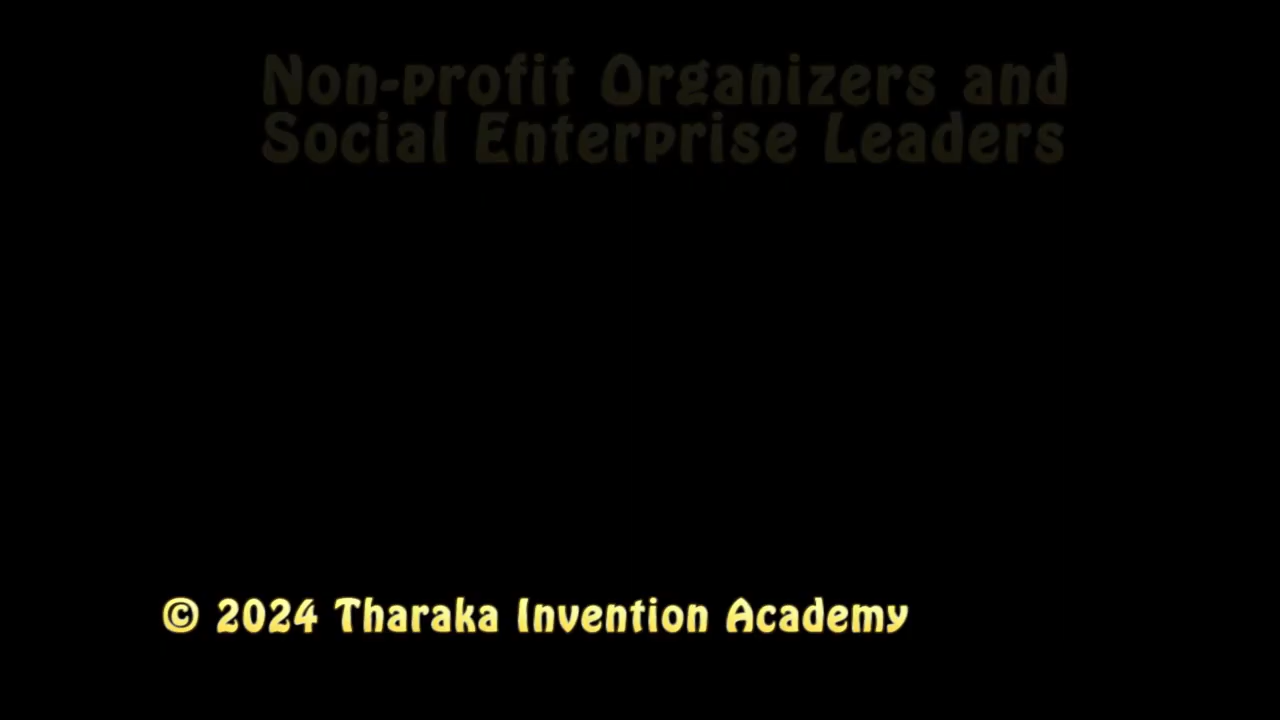 Non-profit Organizers and
Social Enterprise Leaders
© 2024 Tharaka Invention Academy